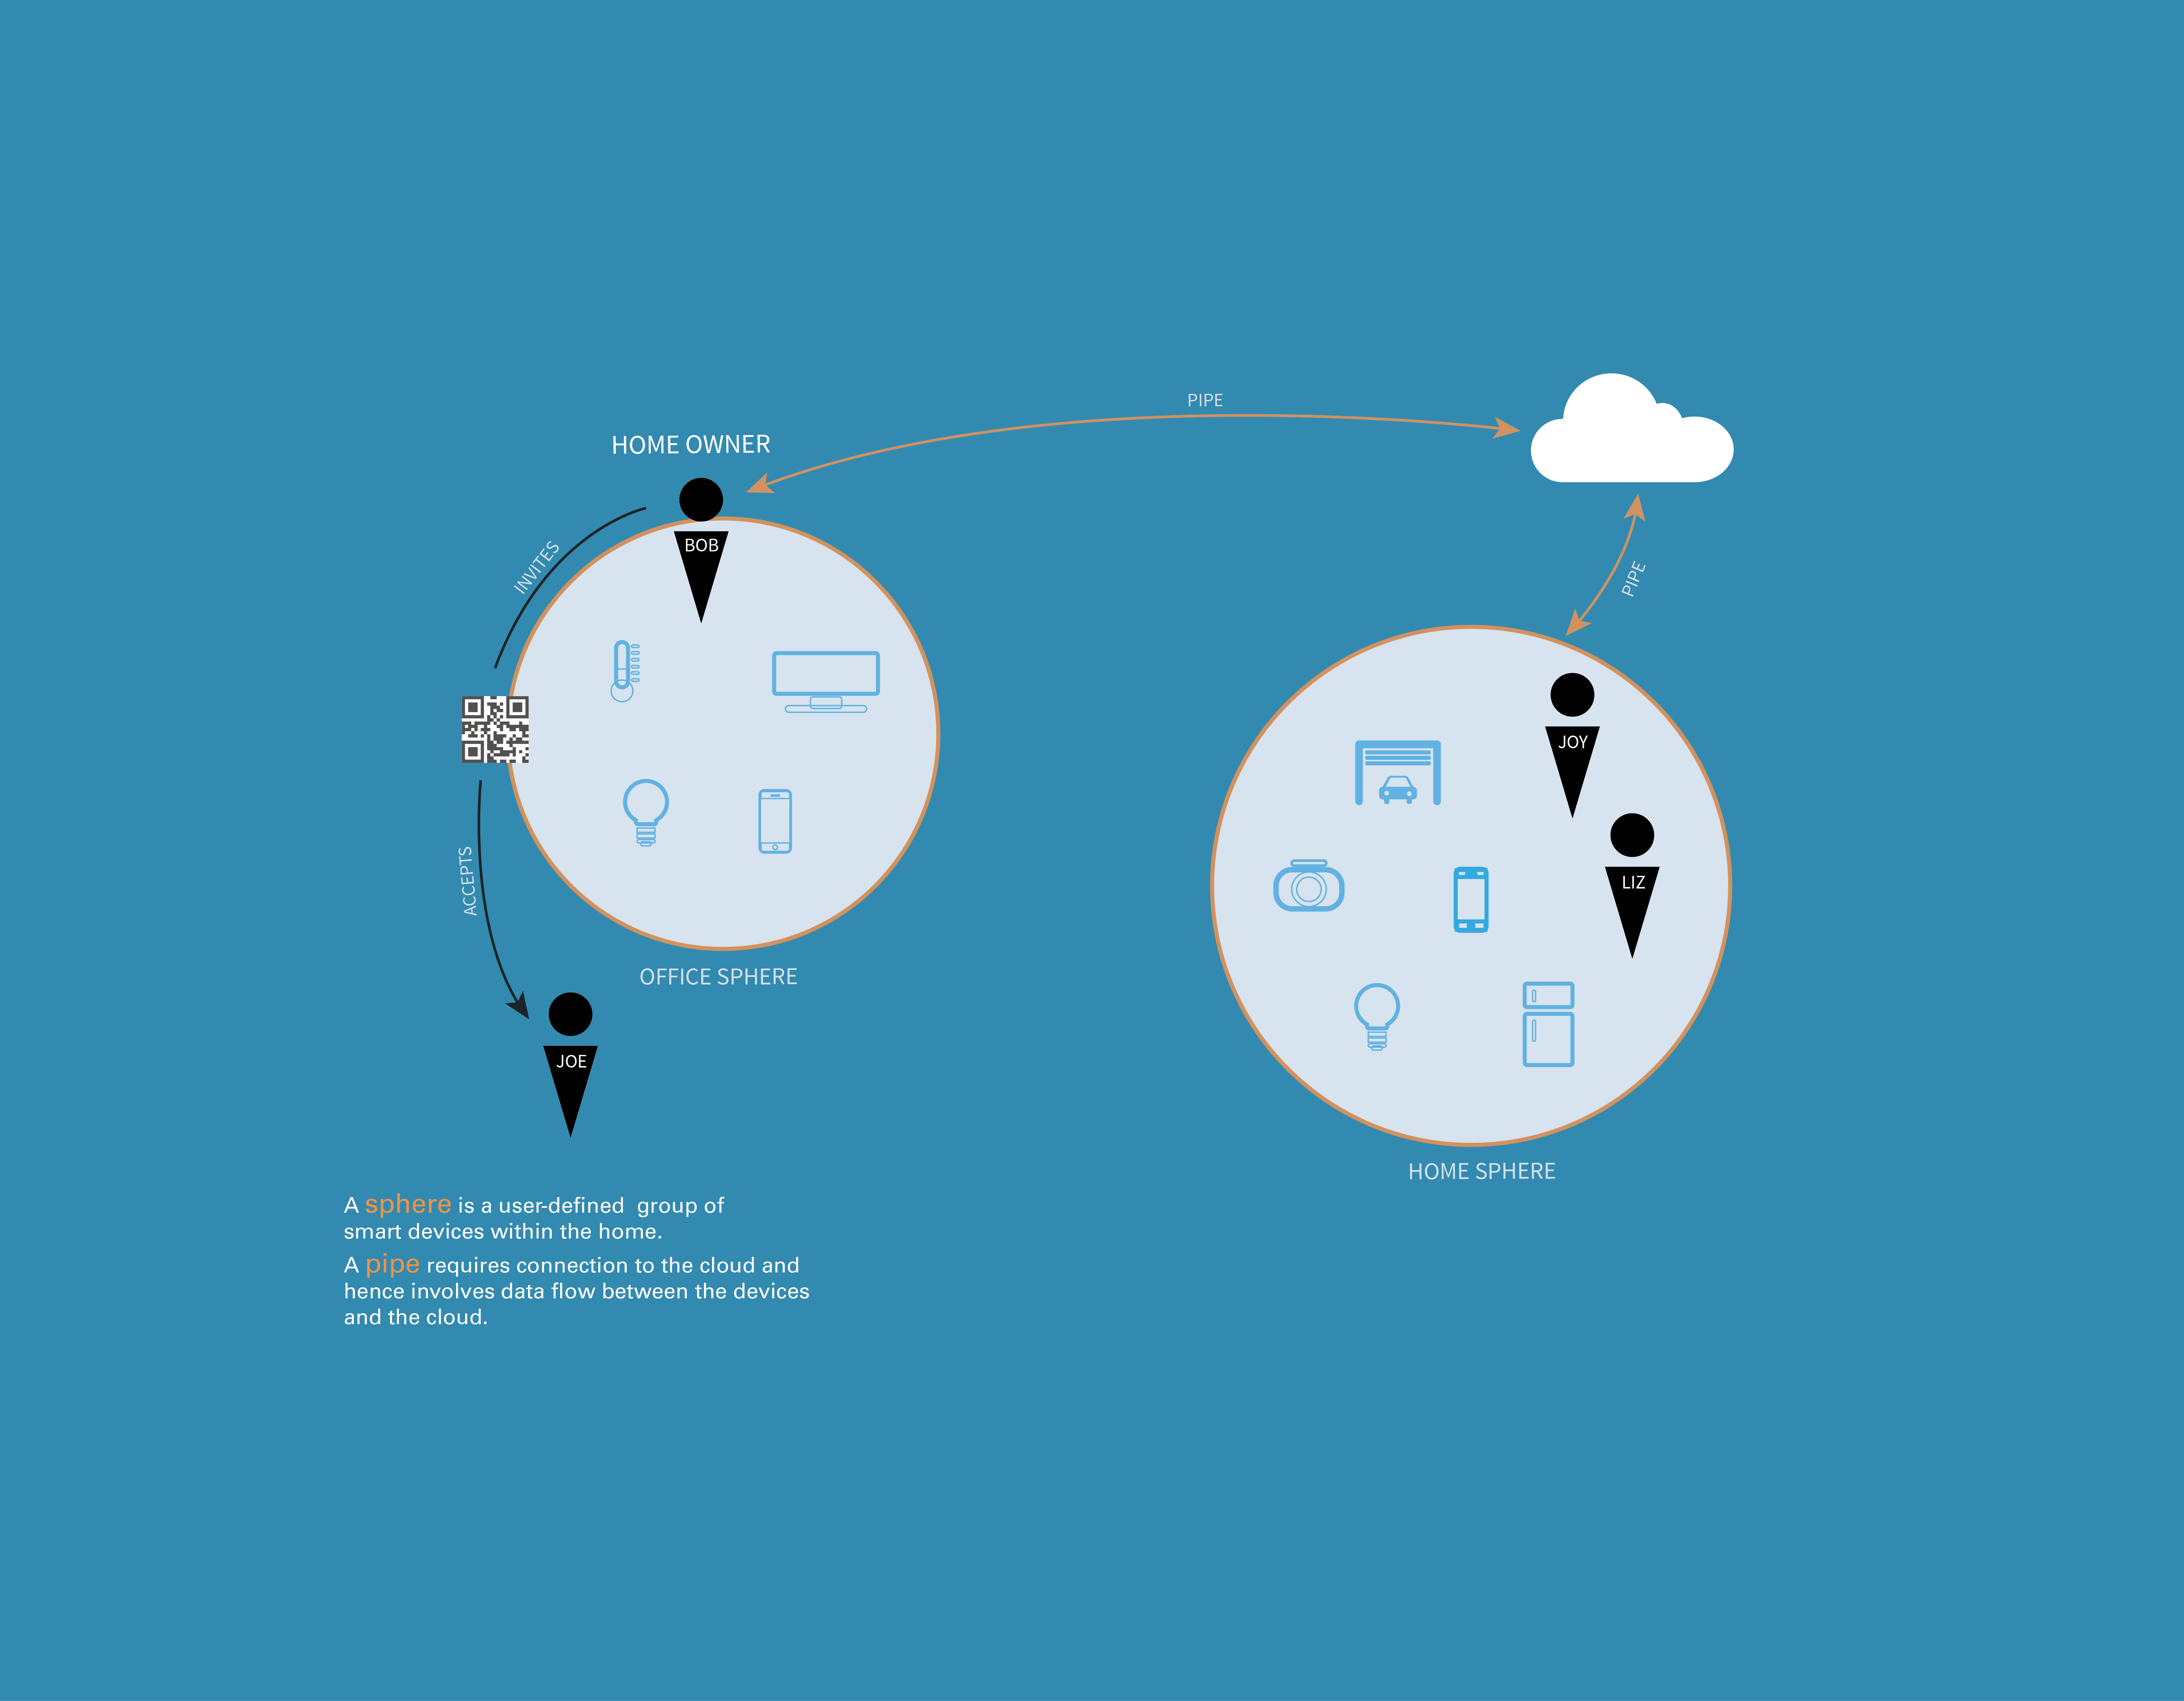 PIPE
HOME OWNER
BOB
INVITES
PIPE
JOY
ACCEPTS
LIZ
OFFICE SPHERE
JOE
HOME SPHERE
A sphere is a user-defined group of
smart devices within the home.
A pipe requires connection to the cloud and
hence involves data flow between the devices
and the cloud.